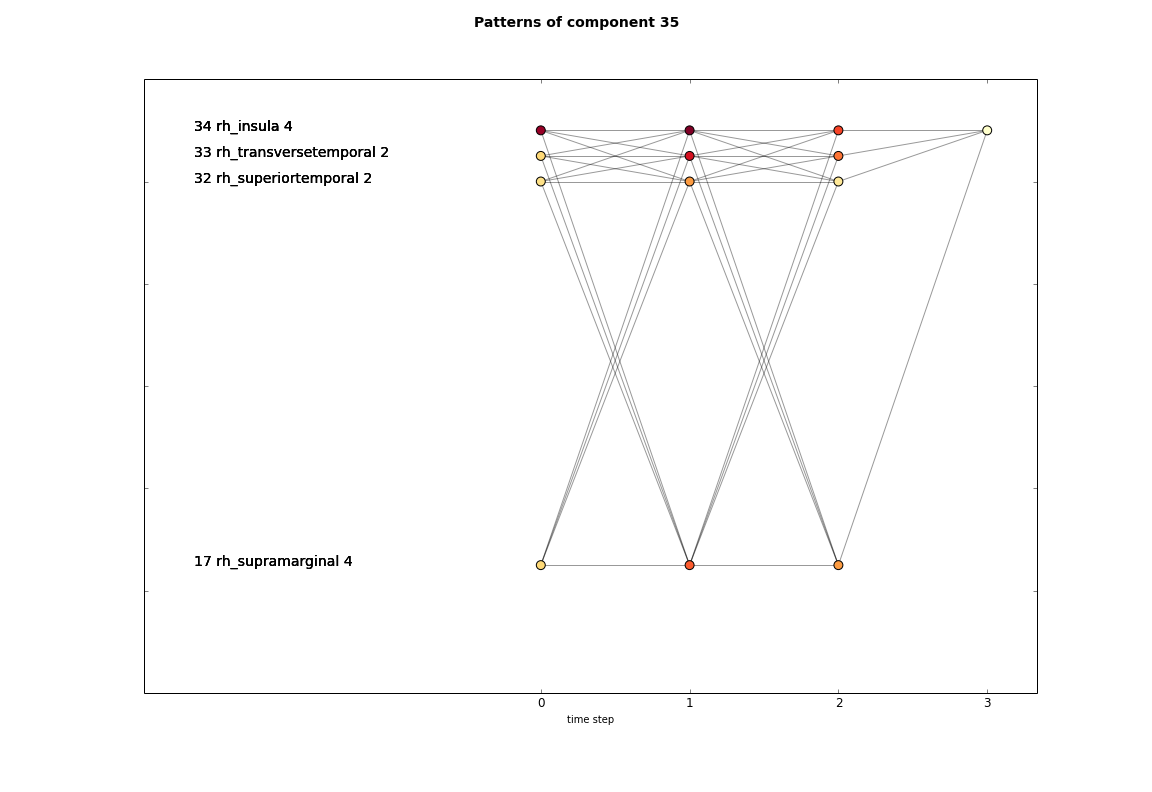 Patterns of component 35
34 rh_insula 4
33 rh_transversetemporal 2
32 rh_superiortemporal 2
17 rh_supramarginal 4
0 1 2 3
time step